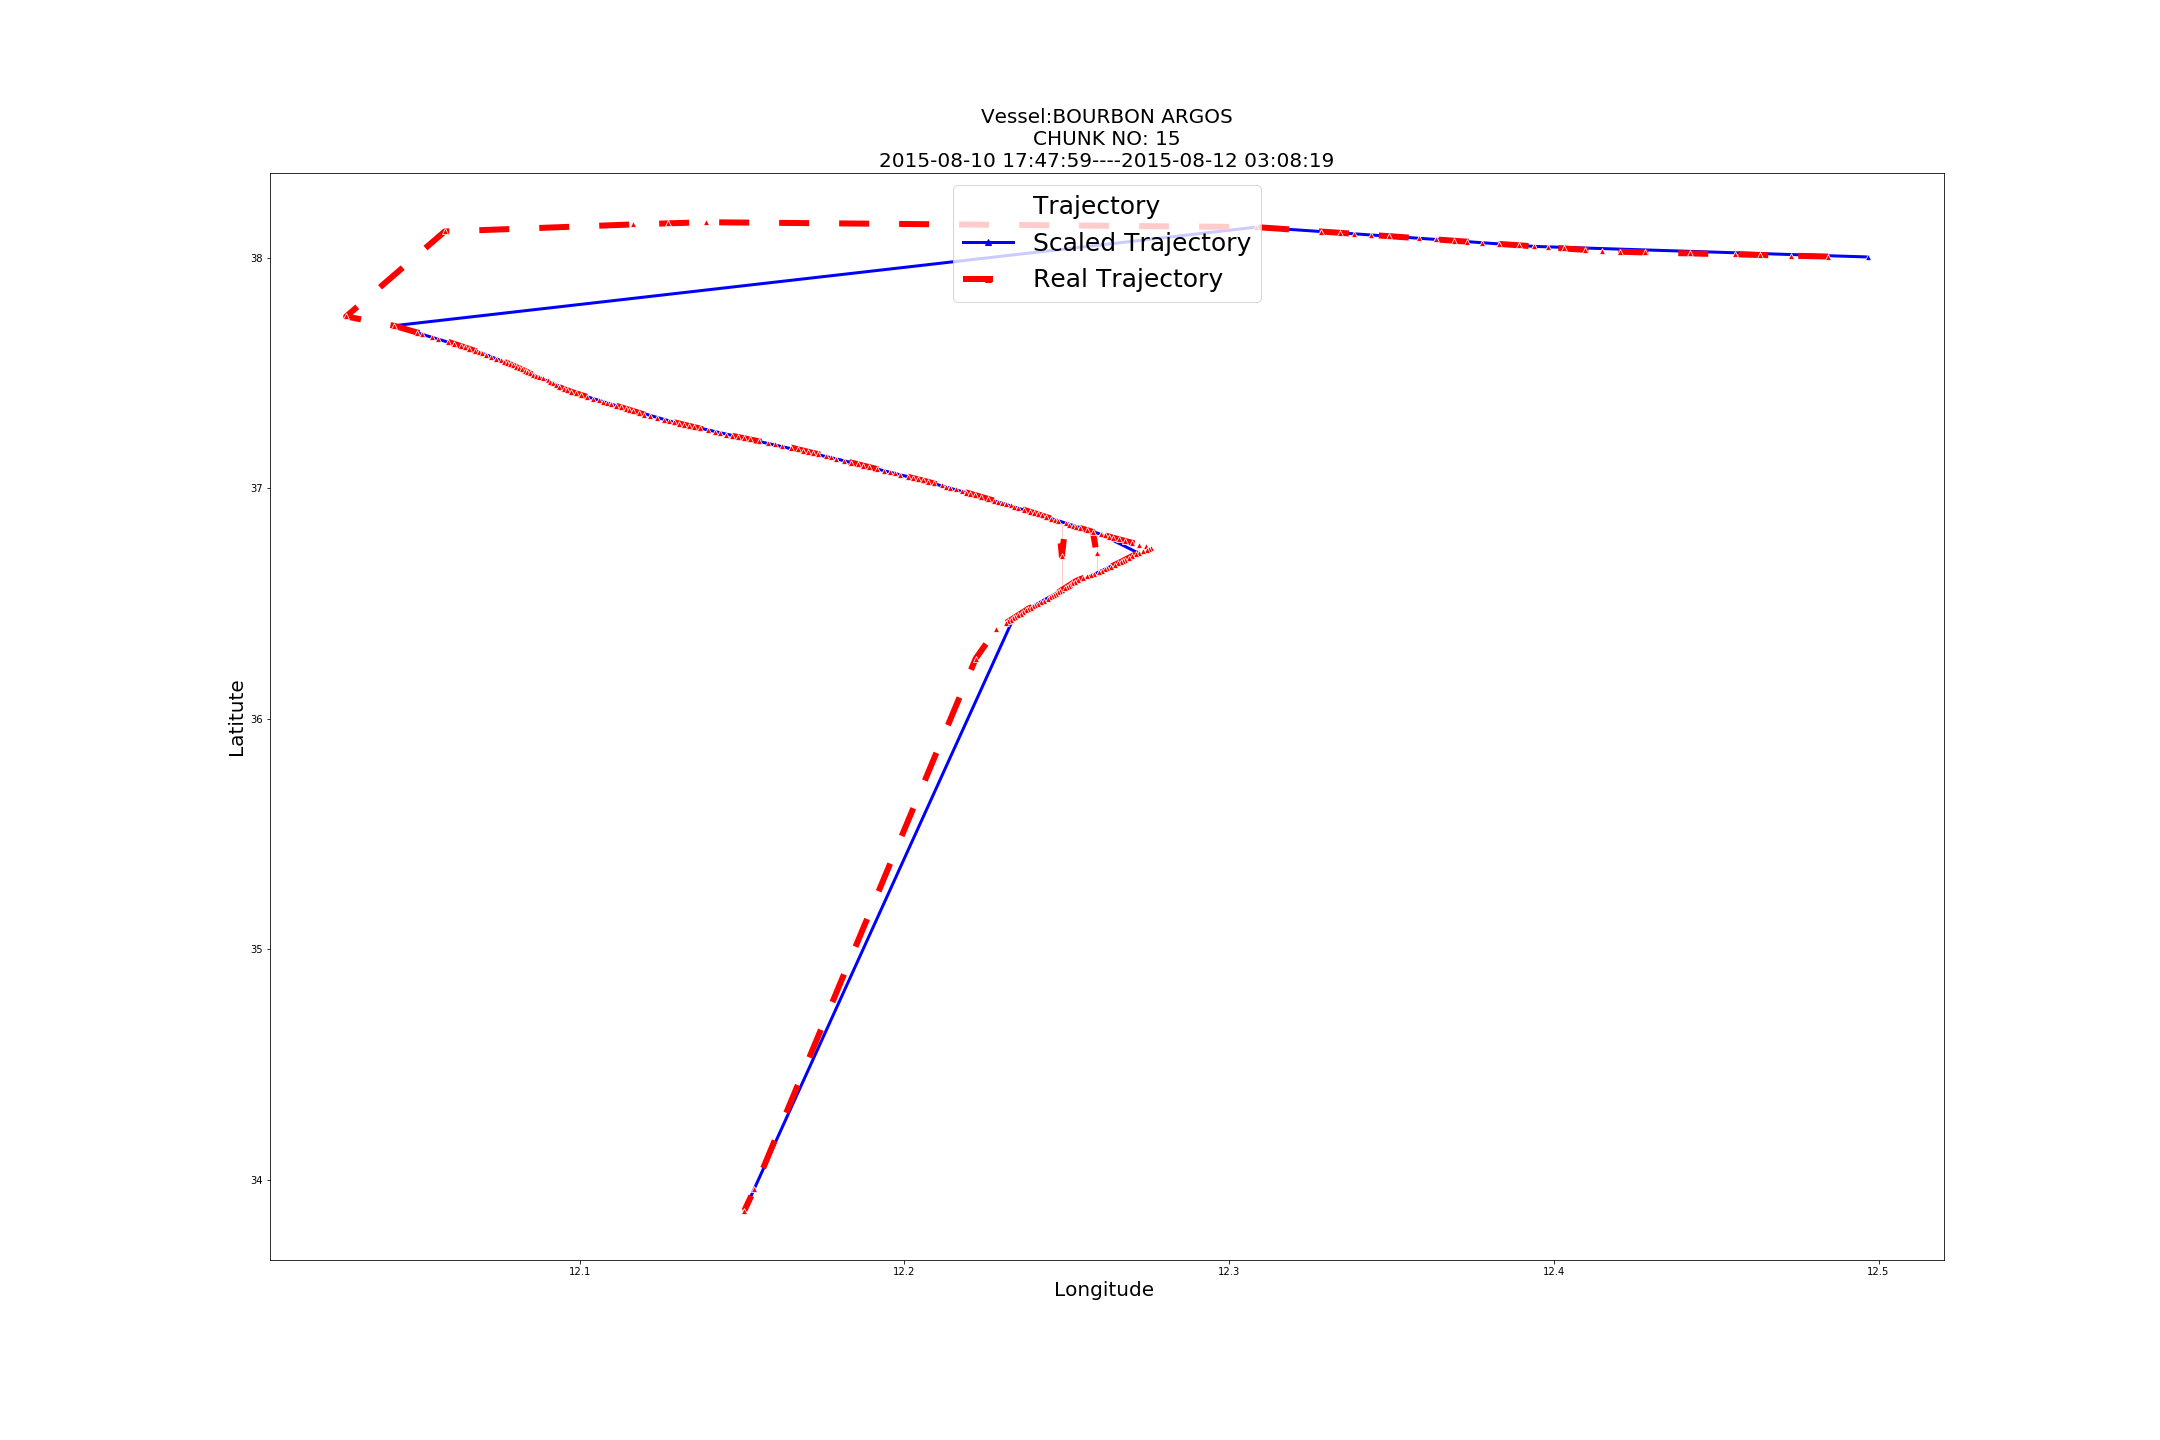 Vessel:BOURBON ARGOS
CHUNK NO: 15
2015-08-10 17:47:59----2015-08-12 03:08:19
Trajectory
Scaled Trajectory
Real Trajectory
38
37
36
35
34
Latitute
12.1 12.2 12.3 12.4 12.5
Longitude